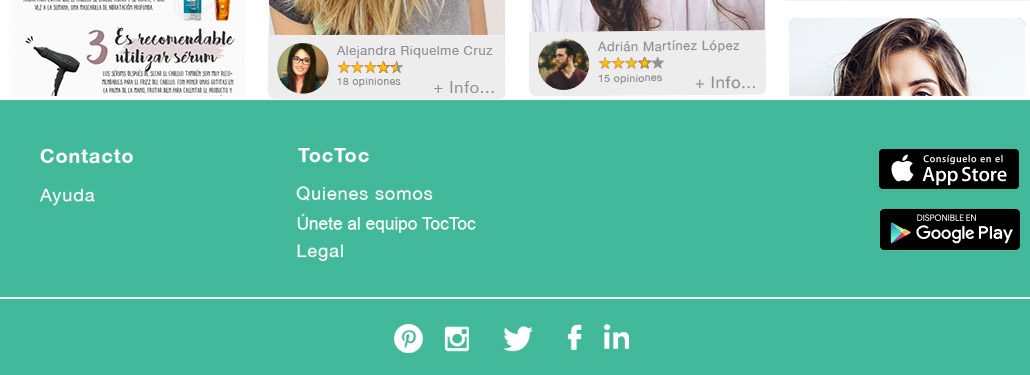 VEZ A LA SEMANA, UNA MASCARILLA DE HIDRATACIÓN PROFUNDA.
3 Es recomendable
utilizar sérum
LOS SÉRUMS DESPUÉS DE SECAR EL CABELLO TAMBIÉN SON MUY RECO-
MENDABLES PARA EL FRIZZ DEL CABELLO. CON PONER UNAS GOTITAS EN
LA PALMA DE LA MANO, FROTAR BIEN PARA CALENTAR EL PRODUCTO Y
Alejandra Riquelme Cruz
18 opiniones
+ Info...
Adrián Martínez López
15 opiniones
+ Info...
Contacto
Ayuda
TocToc
Quienes somos
Únete al equipo TocToc
Legal
Consíguelo en el
App Store
DISPONIBLE EN
Google Play